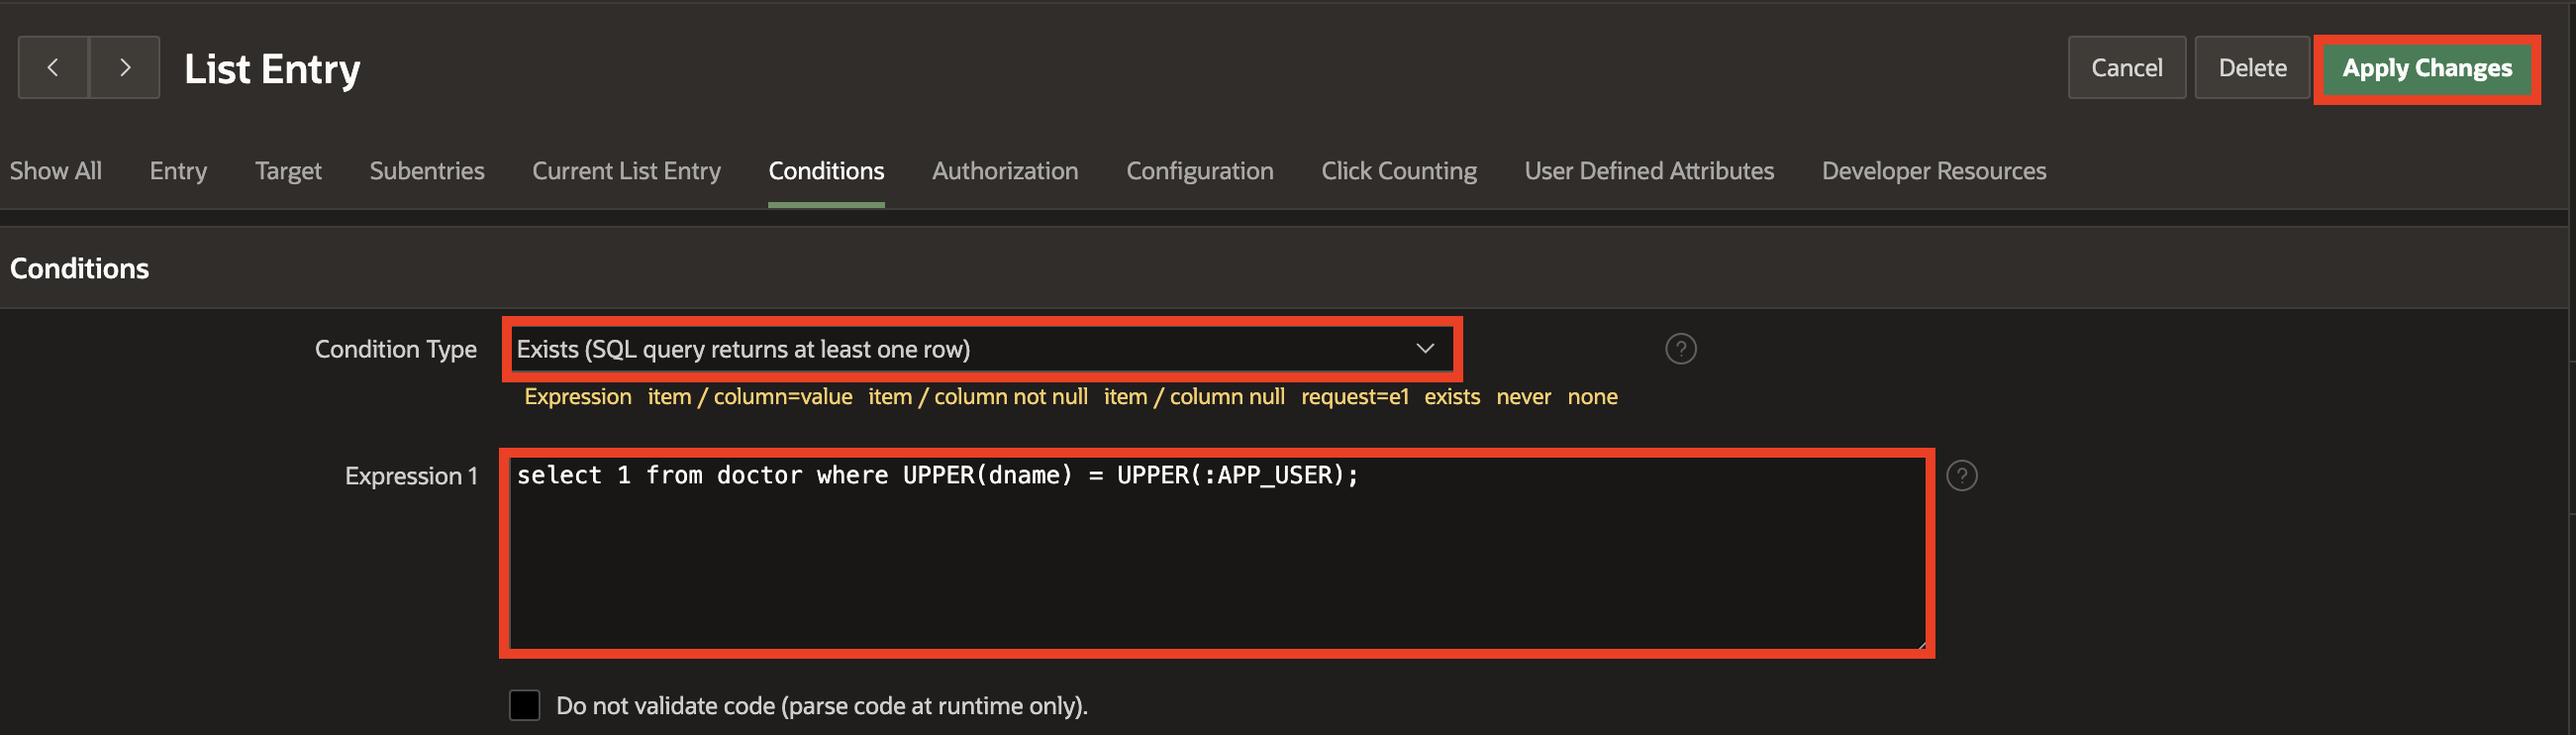 List Entry
Cancel Delete Apply Changes
Show All Entry Target Subentries Current List Entry Conditions Authorization Configuration Click Counting User Defined Attributes Developer Resources
Conditions
Condition Type Exists (SQL query returns at least one row) ?
Expression item / column=value item / column not null item / column null request=e1 exists never none
Expression 1 select 1 from doctor where UPPER(dname) = UPPER(:APP_USER); ?
Do not validate code (parse code at runtime only).